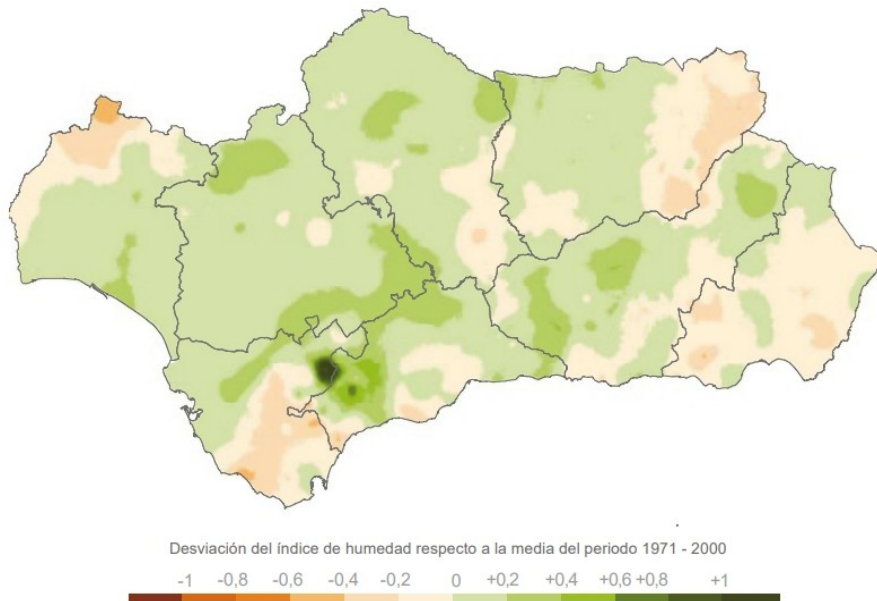 Desviación del índice de humedad respecto a la media del periodo 1971 - 2000
-1 -0,8 -0,6 -0,4 -0,2 0 +0,2 +0,4 +0,6 +0,8 +1